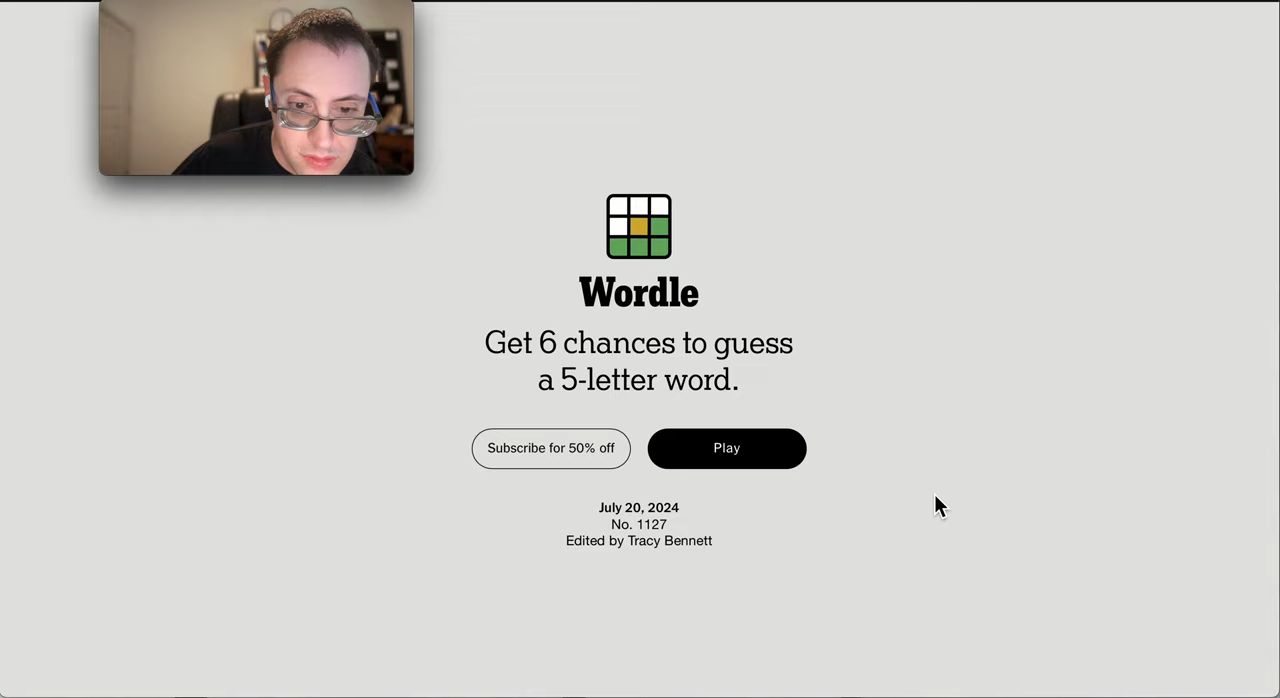 Wordle
Get 6 chances to guess
a 5-letter word.
Subscribe for 50% off
Play
July 20, 2024
No. 1127
Edited by Tracy Bennett